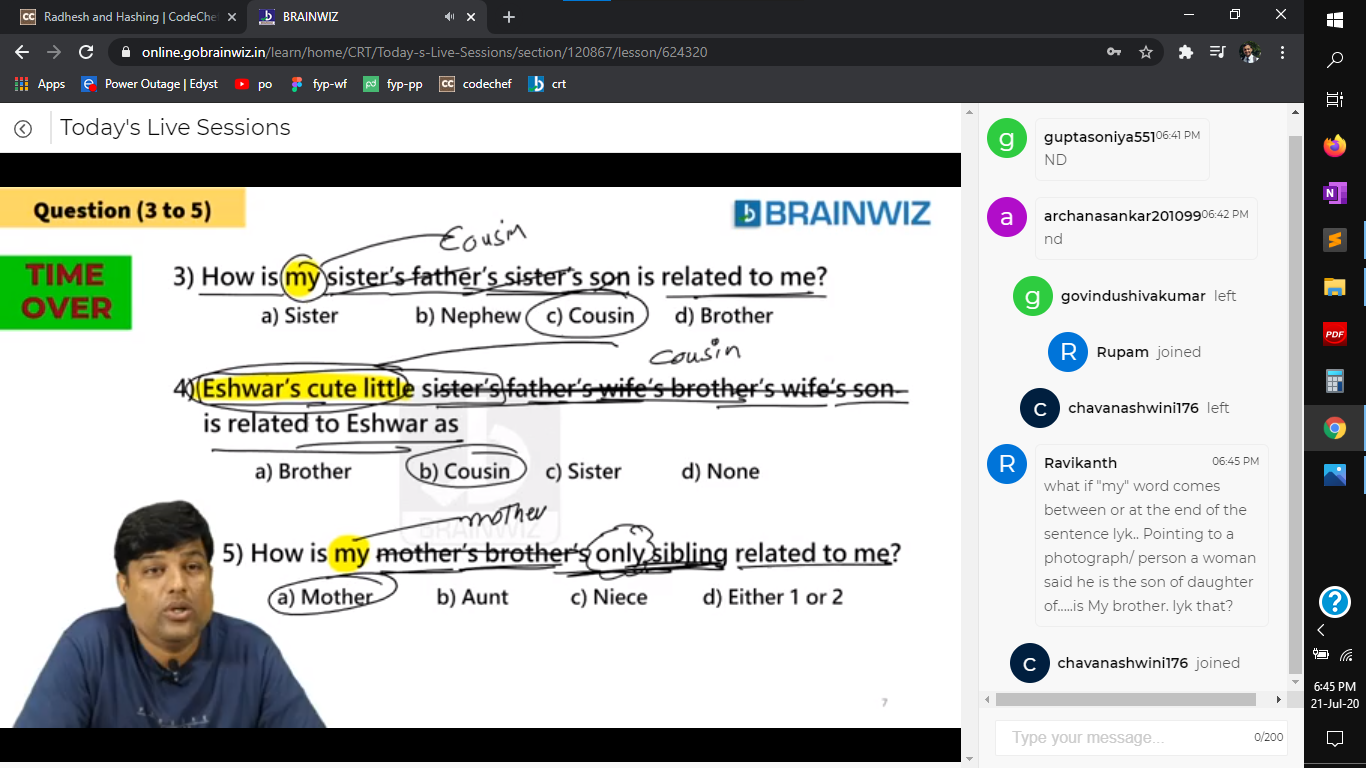 Radhesh and Hashing | CodeChe
BRAINWIZ
online.gobrainwiz.in/learn/home/CRT/Today-s-Live-Sessions/section/120867/lesson/624320
Apps
Power Outage | Edyst
po
fyp-wf
fyp-pp
codechef
crt
Today's Live Sessions
Question (3 to 5)
BRAINWIZ
TIME
OVER
Cousin
3) How is my sister's father's sister's son is related to me?
a) Sister b) Nephew c) Cousin d) Brother
cousin
4) Eshwar's cute little sister's father's wife's brother's wife's son
is related to Eshwar as
a) Brother b) Cousin c) Sister d) None
BRAINWIZ
mother
5) How is my mother's brother's only sibling related to me?
a) Mother b) Aunt c) Niece d) Either 1 or 2
7
g
guptasoniya551 06:41 PM
ND
a
archanasankar201099 06:42 PM
nd
g
govindushivakumar left
R
Rupam joined
c
chavanashwini176 left
R
Ravikanth 06:45 PM
what if "my" word comes
between or at the end of the
sentence lyk.. Pointing to a
photograph/ person a woman
said he is the son of daughter
of.....is My brother. lyk that?
c
chavanashwini176 joined
Type your message... 0/200
PDF
?
6:45 PM
21-Jul-20